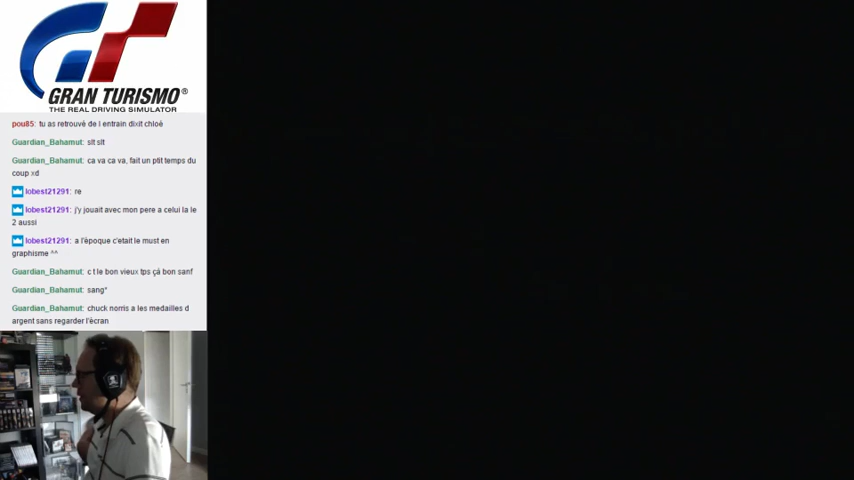 GRAN TURISMO®
THE REAL DRIVING SIMULATOR
pou85: tu as retrouvé de l entrain dixit chloé
Guardian_Bahamut: slt slt
Guardian_Bahamut: ca va ca va, fait un ptit temps du
coup xd
lobest21291: re
lobest21291: j'y jouait avec mon pere a celui la le
2 aussi
lobest21291: a l'époque c'etait le must en
graphisme ^^
Guardian_Bahamut: c t le bon vieux tps çà bon sanf
Guardian_Bahamut: sang*
Guardian_Bahamut: chuck norris a les medailles d
argent sans regarder l'écran